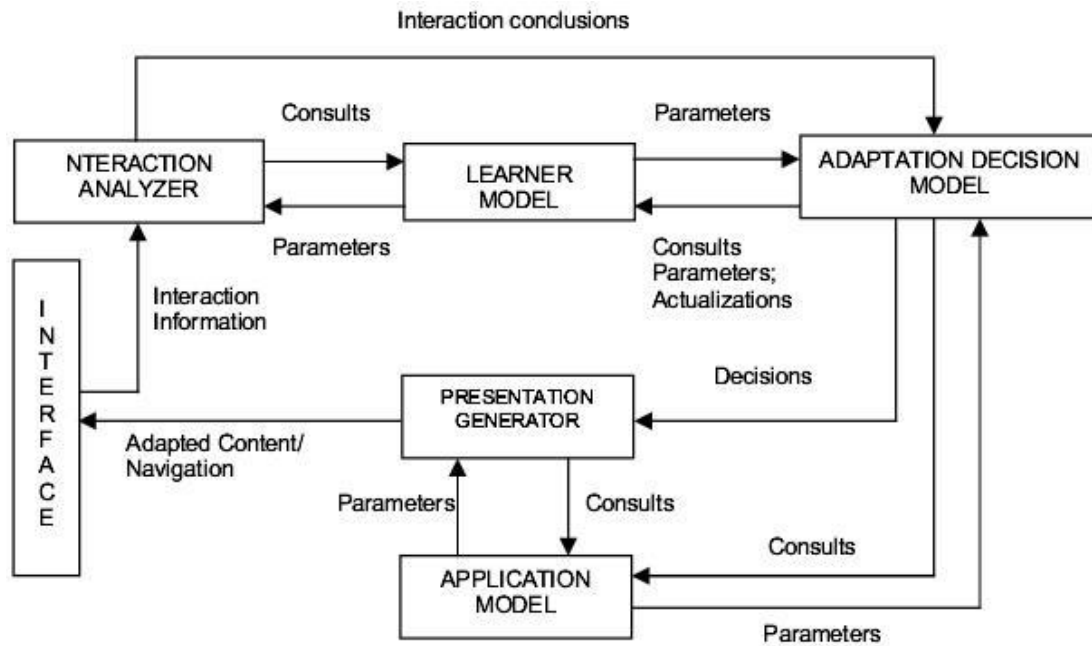 Interaction conclusions
Consults
Parameters
NTERACTION
ANALYZER
LEARNER
MODEL
ADAPTATION DECISION
MODEL
Parameters
Consults
Parameters;
Actualizations
Interaction
Information
INTERFACE
Decisions
PRESENTATION
GENERATOR
Adapted Content/
Navigation
Parameters
Consults
Consults
APPLICATION
MODEL
Parameters